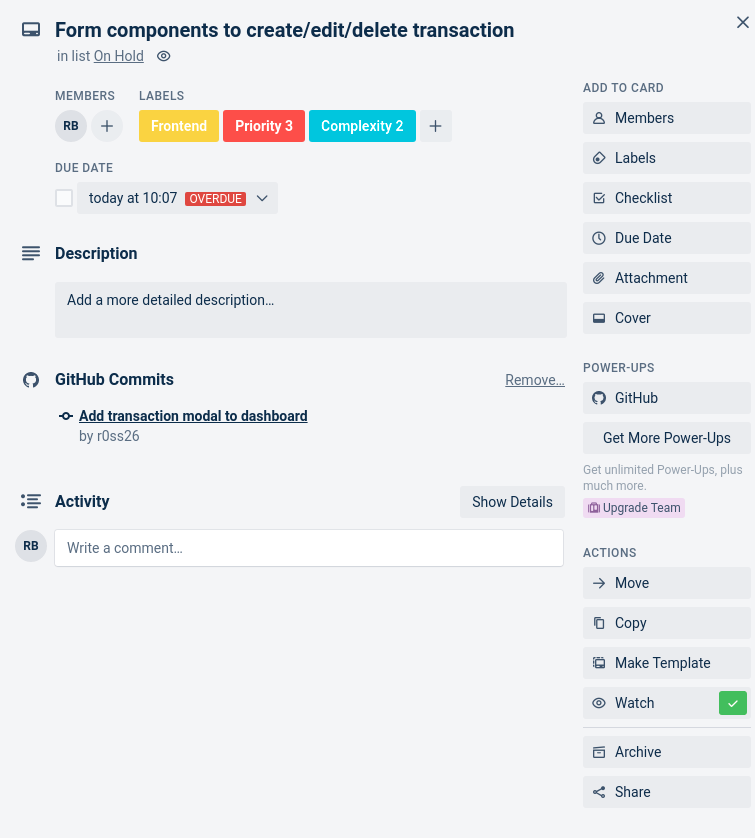 Form components to create/edit/delete transaction
in list On Hold
MEMBERS
LABELS
RB
Frontend
Priority 3
Complexity 2
DUE DATE
today at 10:07 OVERDUE
Description
Add a more detailed description…
GitHub Commits
Remove…
Add transaction modal to dashboard
by r0ss26
Activity
Show Details
RB
Write a comment…
ADD TO CARD
Members
Labels
Checklist
Due Date
Attachment
Cover
POWER-UPS
GitHub
Get More Power-Ups
Get unlimited Power-Ups, plus
much more.
Upgrade Team
ACTIONS
Move
Copy
Make Template
Watch
Archive
Share